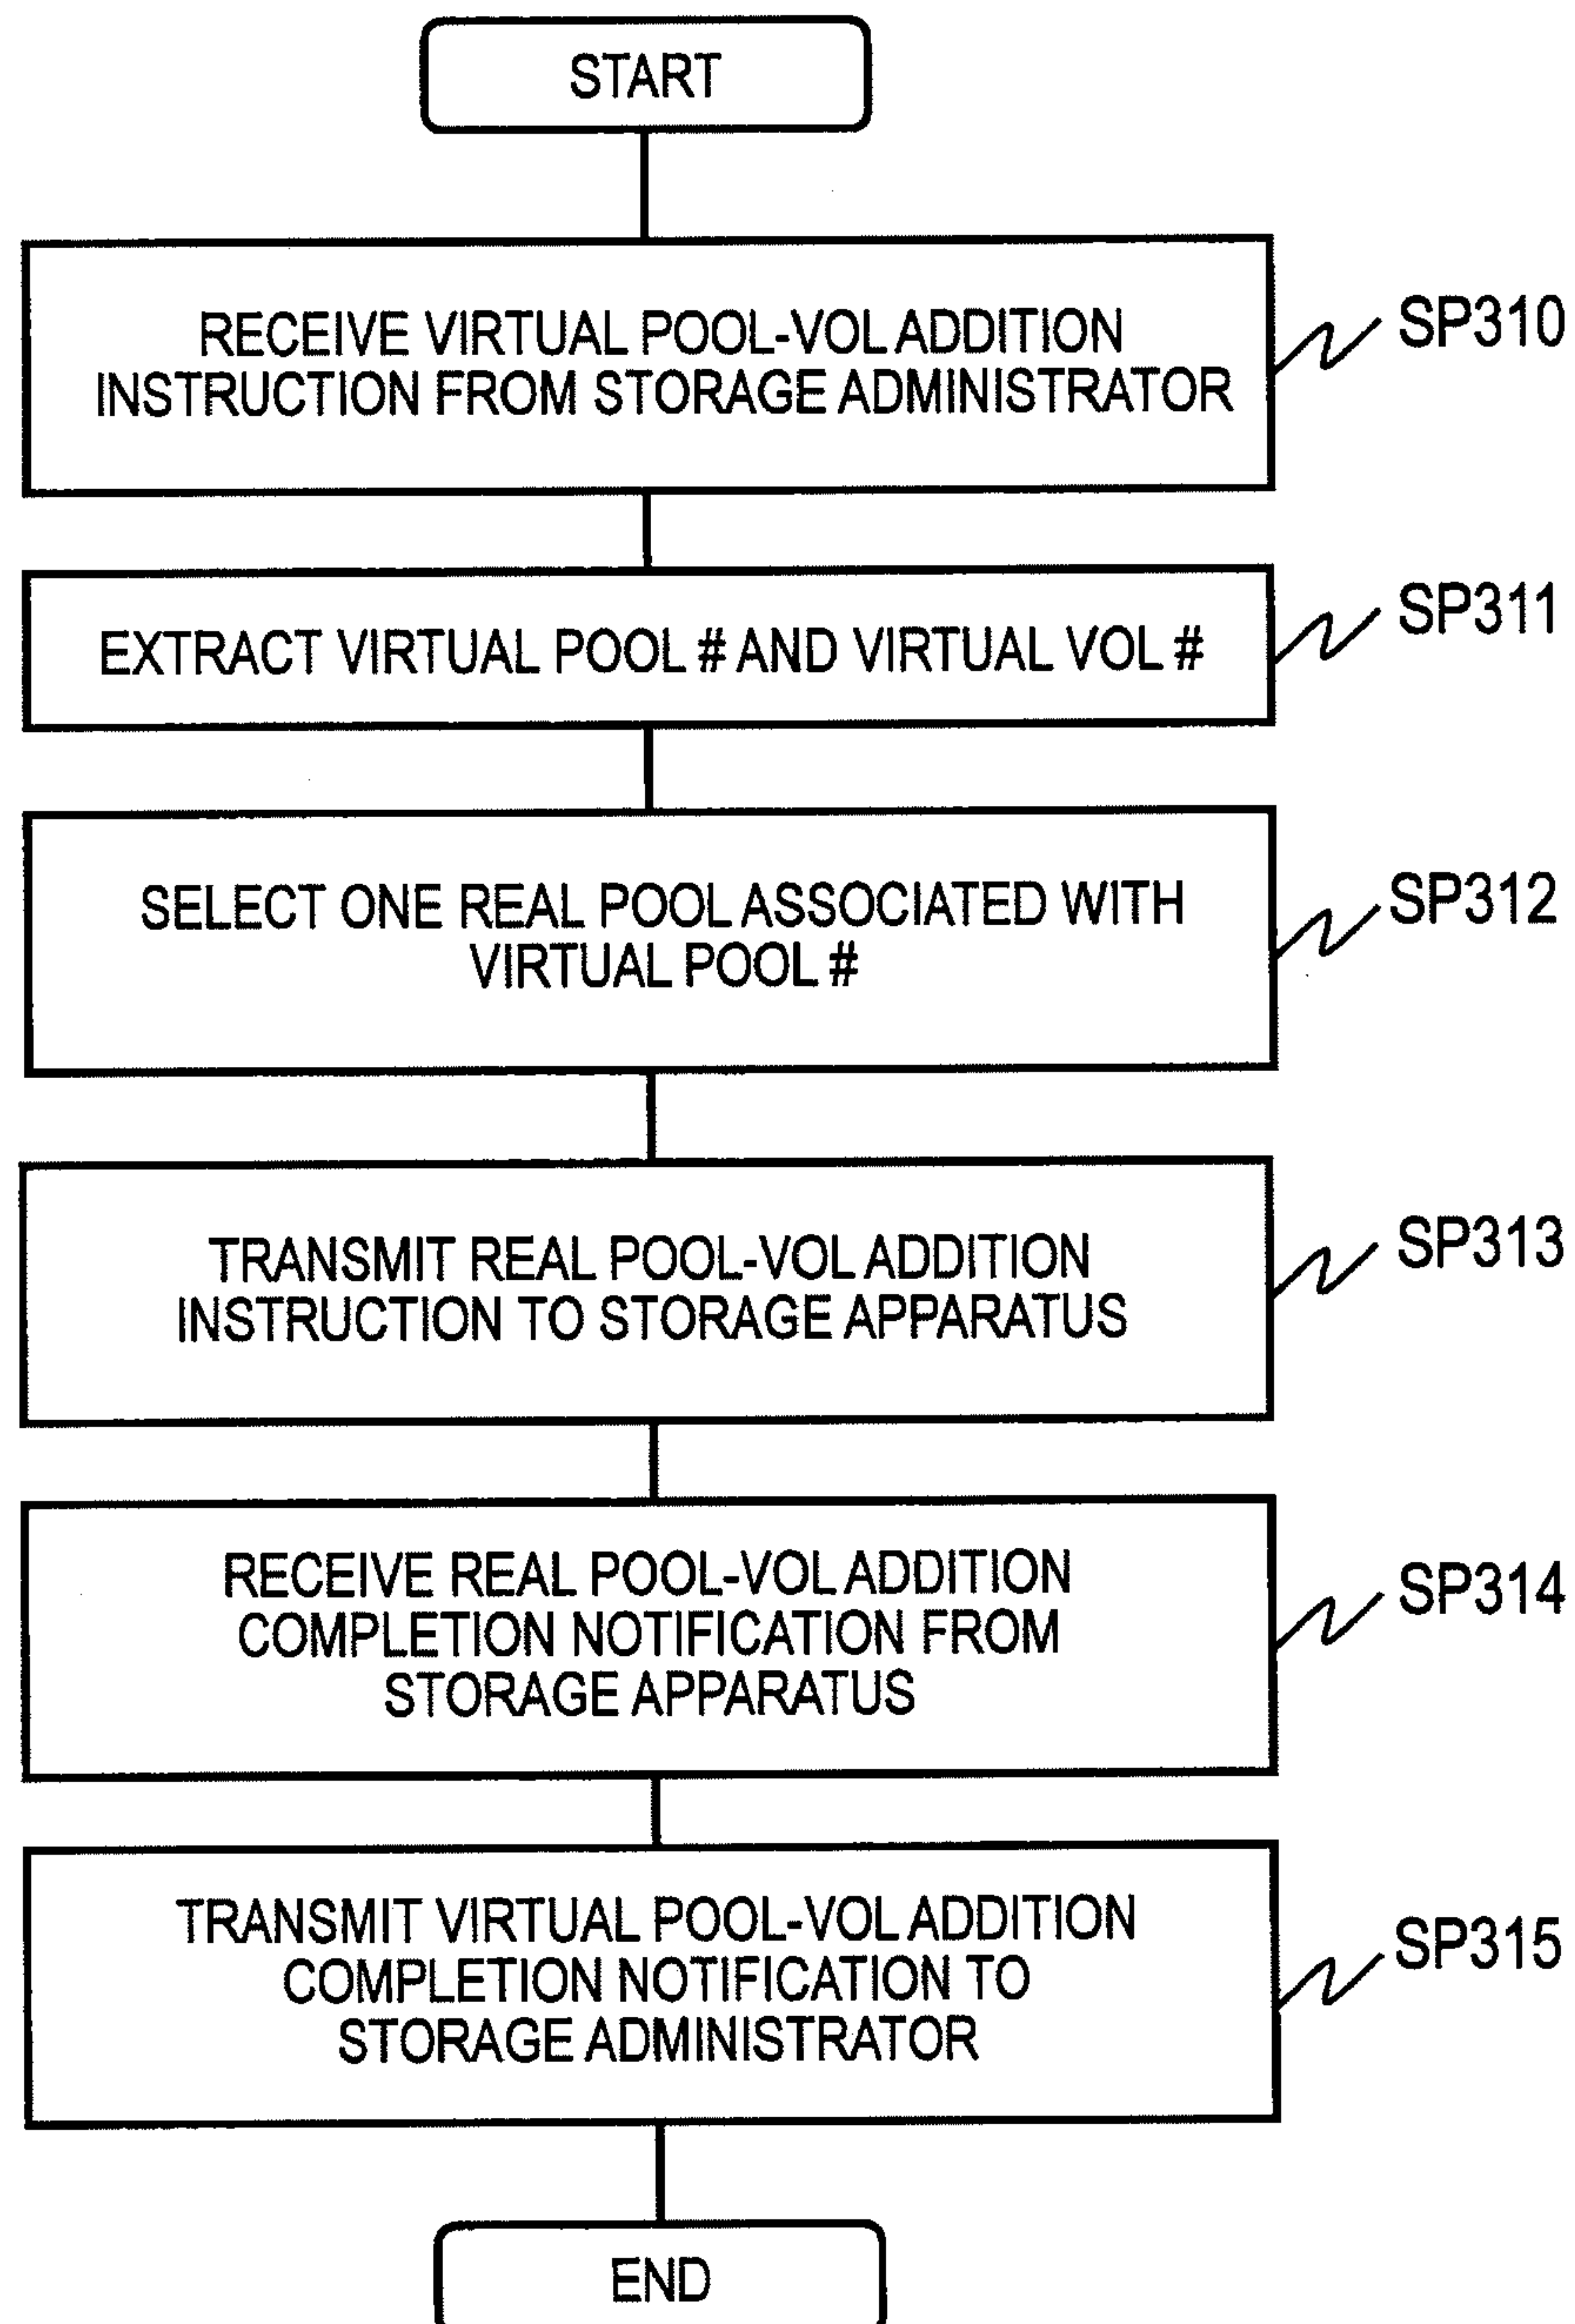 START
RECEIVE VIRTUAL POOL-VOL ADDITION
INSTRUCTION FROM STORAGE ADMINISTRATOR
SP310
EXTRACT VIRTUAL POOL # AND VIRTUAL VOL #
SP311
SELECT ONE REAL POOL ASSOCIATED WITH
VIRTUAL POOL #
SP312
TRANSMIT REAL POOL-VOL ADDITION
INSTRUCTION TO STORAGE APPARATUS
SP313
RECEIVE REAL POOL-VOL ADDITION
COMPLETION NOTIFICATION FROM
STORAGE APPARATUS
SP314
TRANSMIT VIRTUAL POOL-VOL ADDITION
COMPLETION NOTIFICATION TO
STORAGE ADMINISTRATOR
SP315
END